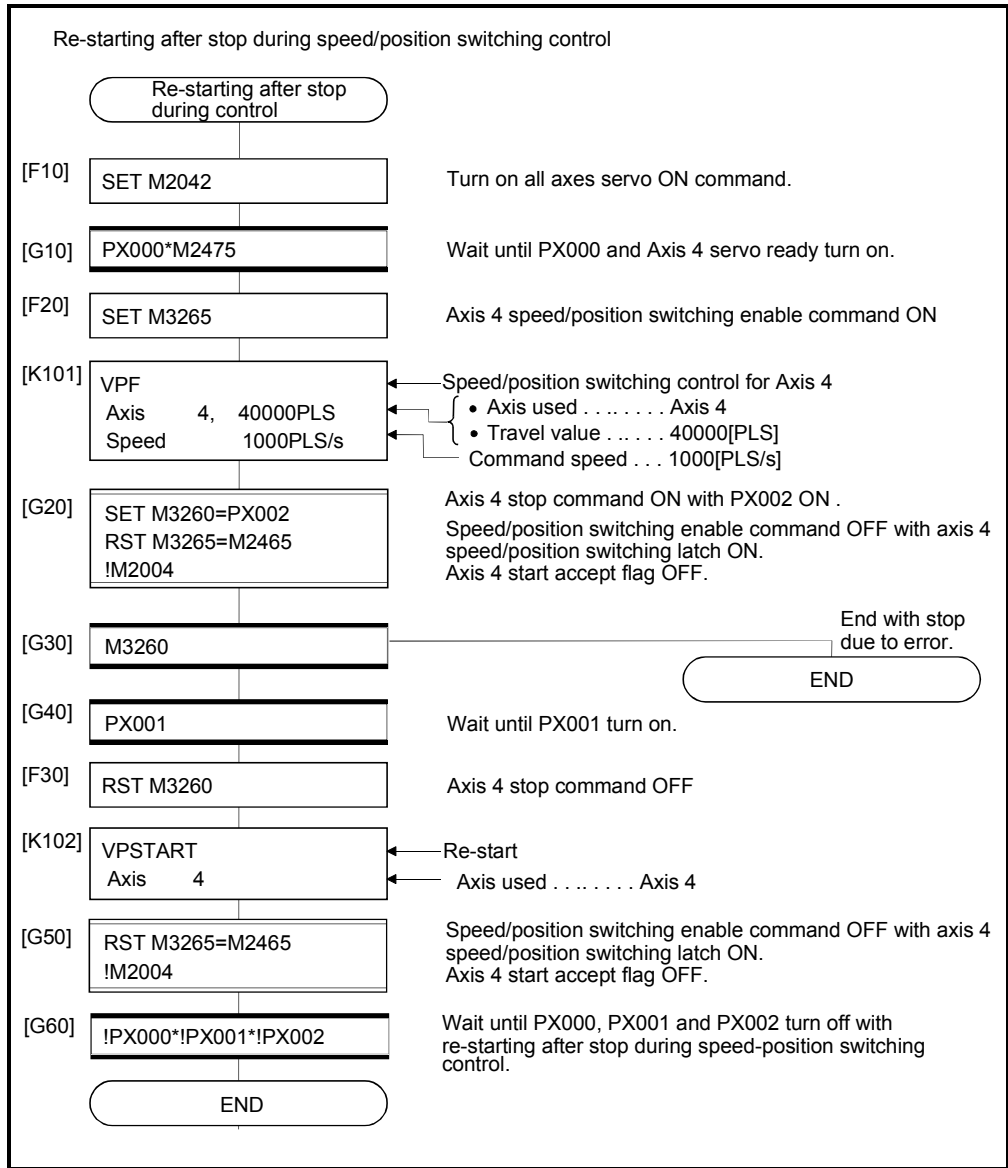 Re-starting after stop during speed/position switching control
Re-starting after stop
during control
[F10]
SET M2042
Turn on all axes servo ON command.
[G10]
PX000*M2475
Wait until PX000 and Axis 4 servo ready turn on.
[F20]
SET M3265
Axis 4 speed/position switching enable command ON
[K101]
VPF
Axis 4, 40000PLS
Speed 1000PLS/s
Speed/position switching control for Axis 4
• Axis used . . .. . . . . Axis 4
• Travel value . .. . . . 40000[PLS]
Command speed . . . 1000[PLS/s]
[G20]
SET M3260=PX002
RST M3265=M2465
!M2004
Axis 4 stop command ON with PX002 ON .
Speed/position switching enable command OFF with axis 4
speed/position switching latch ON.
Axis 4 start accept flag OFF.
[G30]
M3260
End with stop
due to error.
END
[G40]
PX001
Wait until PX001 turn on.
[F30]
RST M3260
Axis 4 stop command OFF
[K102]
VPSTART
Axis 4
Re-start
Axis used . . .. . . . . Axis 4
[G50]
RST M3265=M2465
!M2004
Speed/position switching enable command OFF with axis 4
speed/position switching latch ON.
Axis 4 start accept flag OFF.
[G60]
!PX000*!PX001*!PX002
Wait until PX000, PX001 and PX002 turn off with
re-starting after stop during speed-position switching
control.
END